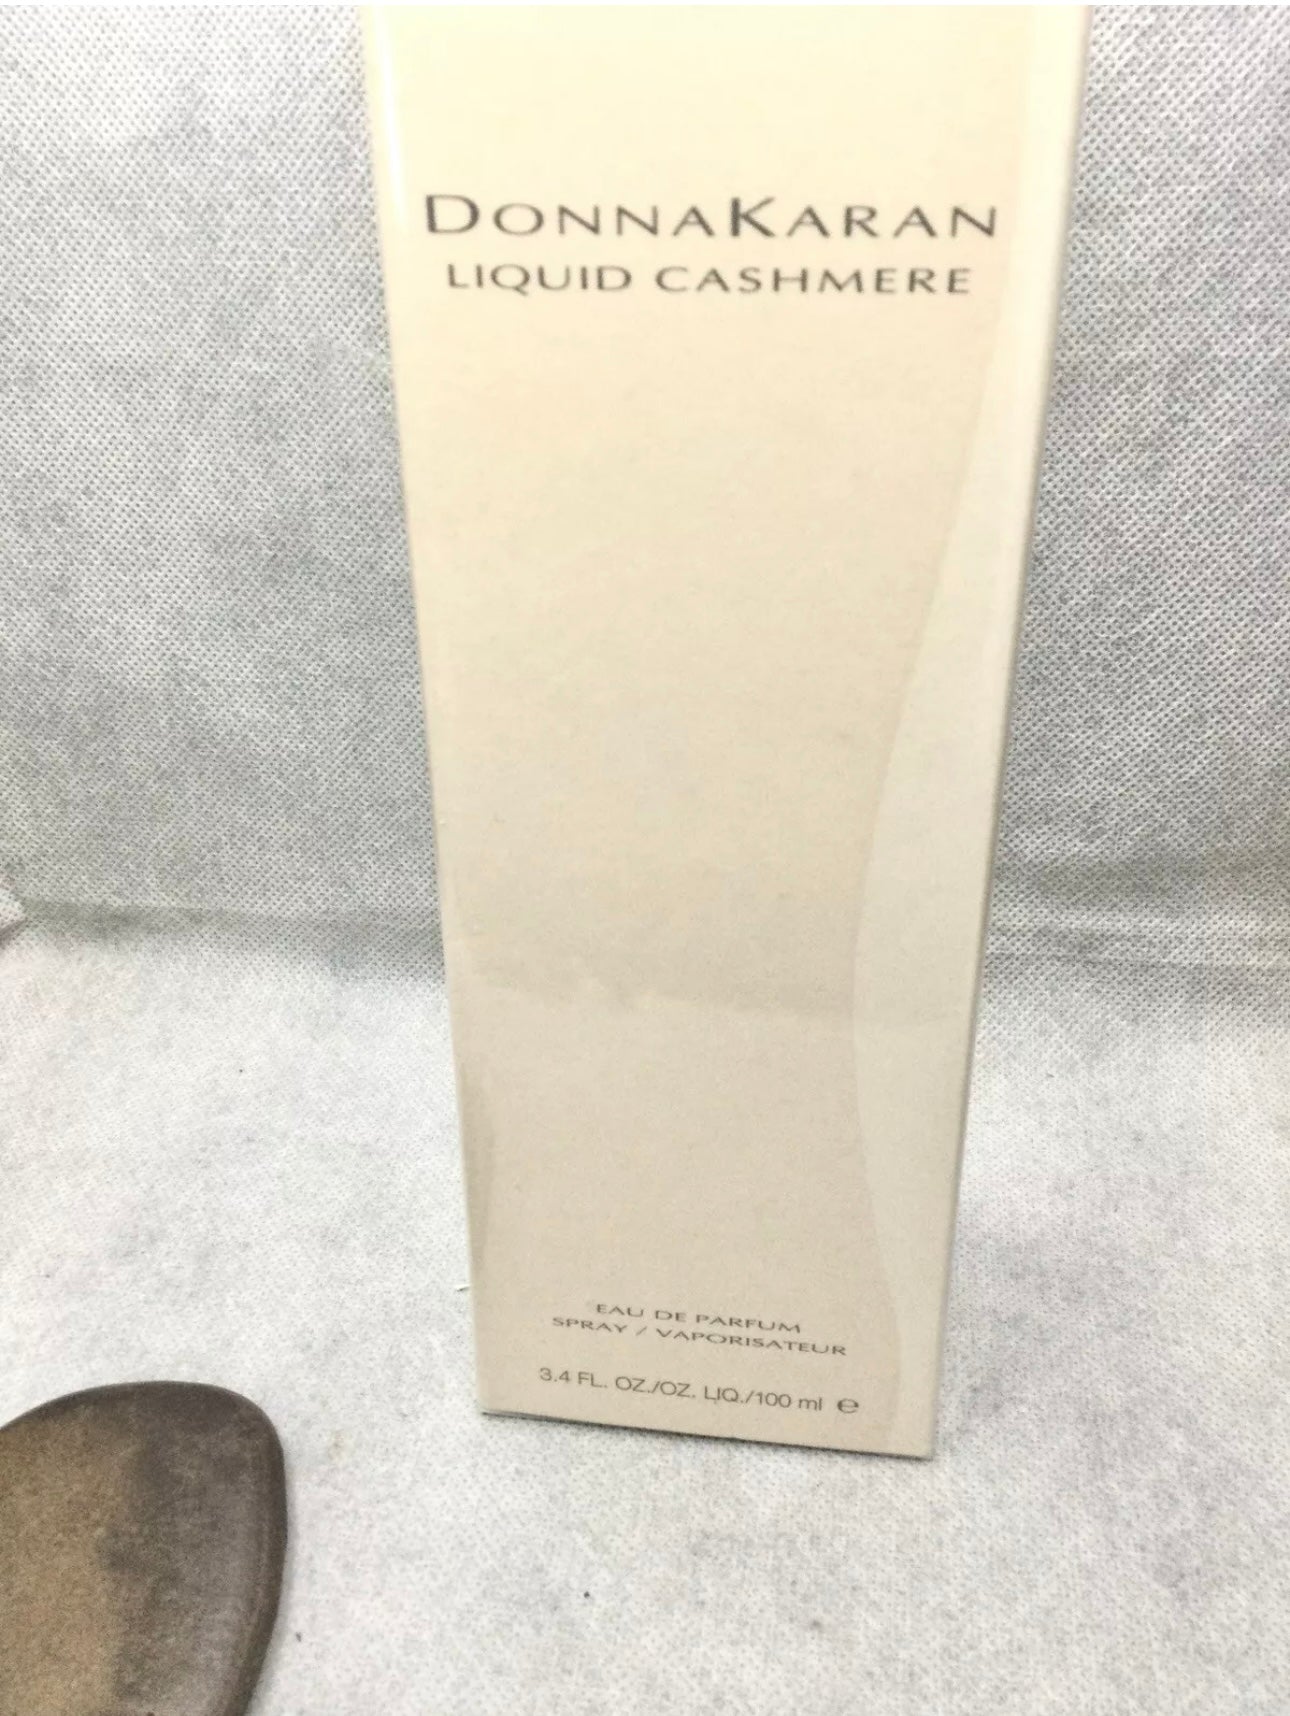 DONNAKARAN
LIQUID CASHMERE
EAU DE PARFUM
SPRAY / VAPORISATEUR
3.4 FL. OZ./OZ. LIQ./100 ml ℮